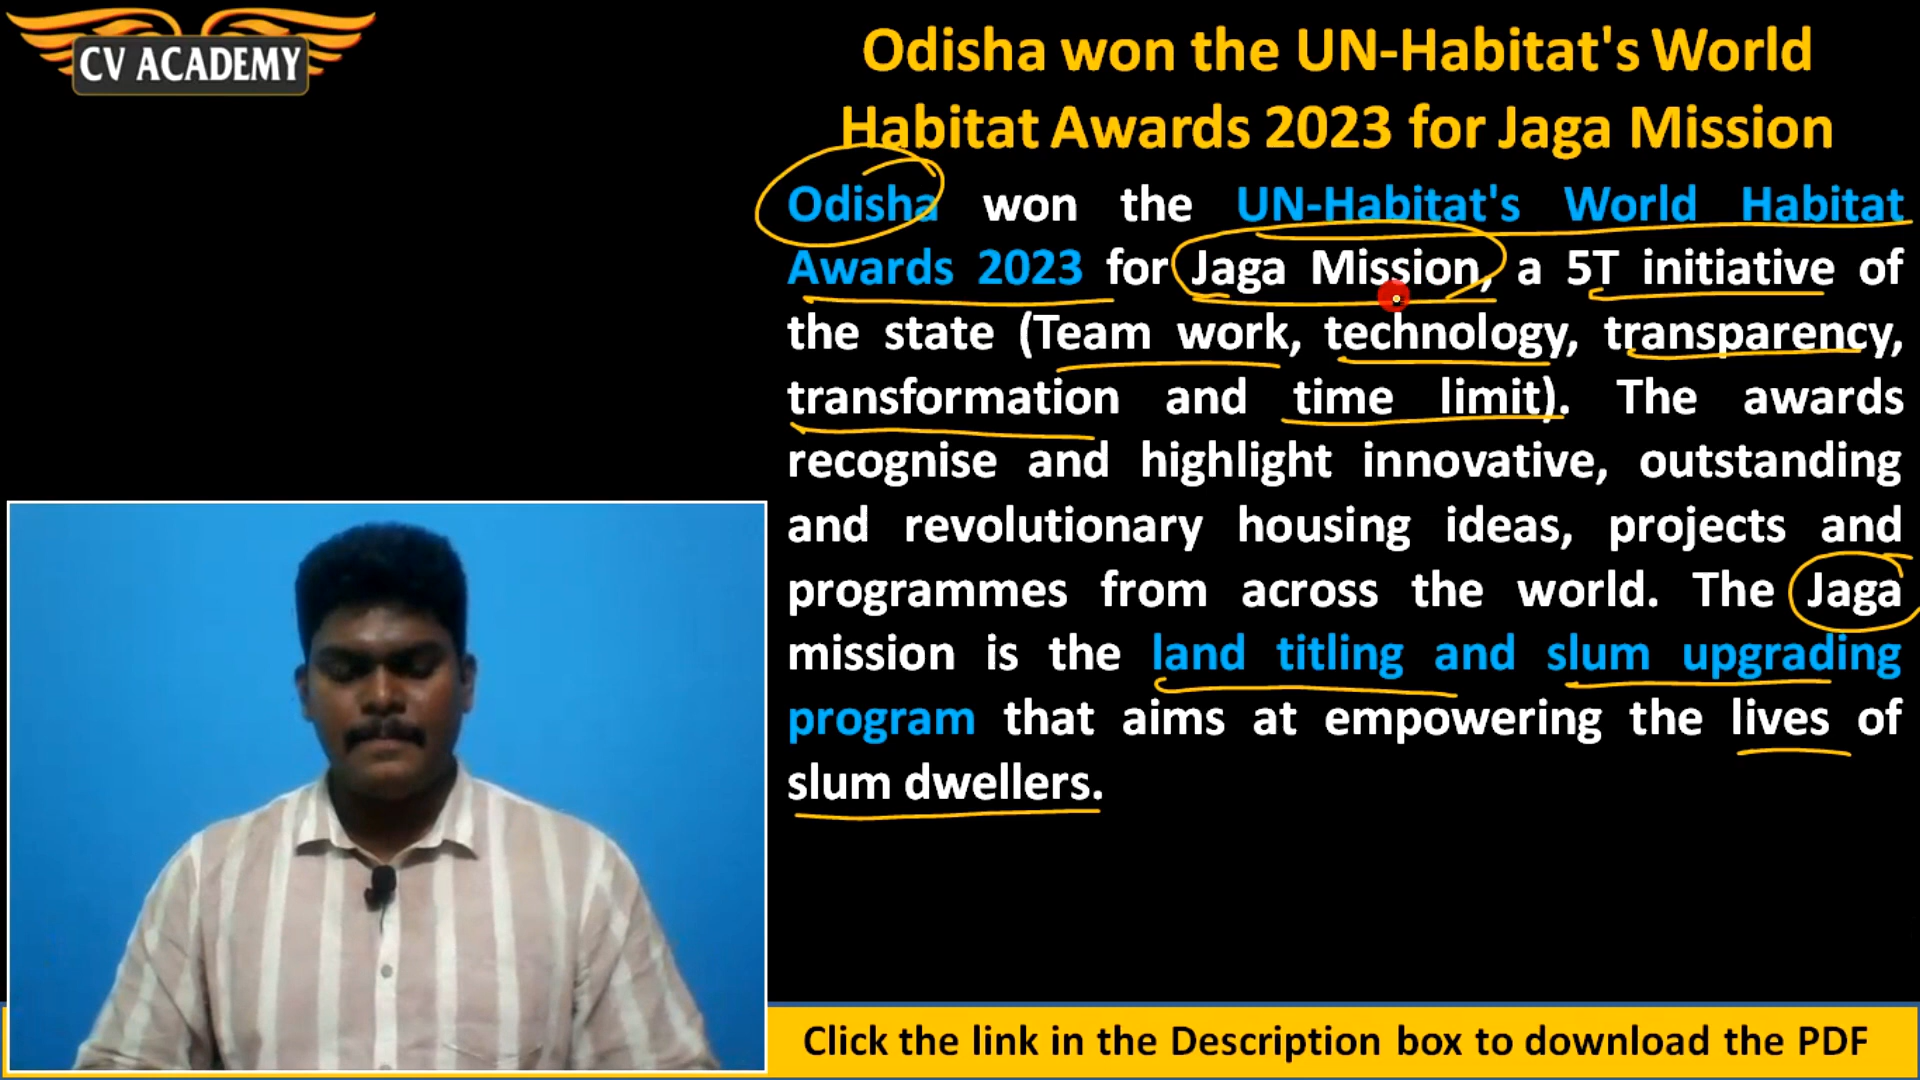 CV ACADEMY
Odisha won the UN-Habitat's World
Habitat Awards 2023 for Jaga Mission
Odisha won the UN-Habitat's World Habitat
Awards 2023 for Jaga Mission, a 5T initiative of
the state (Team work, technology, transparency,
transformation and time limit). The awards
recognise and highlight innovative, outstanding
and revolutionary housing ideas, projects and
programmes from across the world. The Jaga
mission is the land titling and slum upgrading
program that aims at empowering the lives of
slum dwellers.
Click the link in the Description box to download the PDF